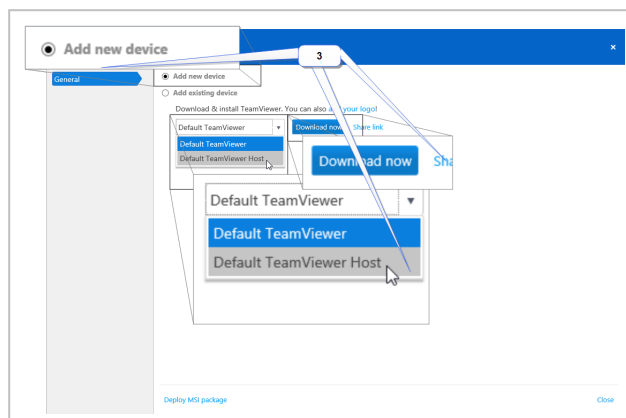 Add new device
3
×
General
Add new device
Add existing device
Download & install TeamViewer. You can also your logo!
Default TeamViewer
Download now
Share link
Default TeamViewer
Default TeamViewer Host
Download now
Sha
Default TeamViewer
Default TeamViewer
Default TeamViewer Host
Deploy MSI package
Close